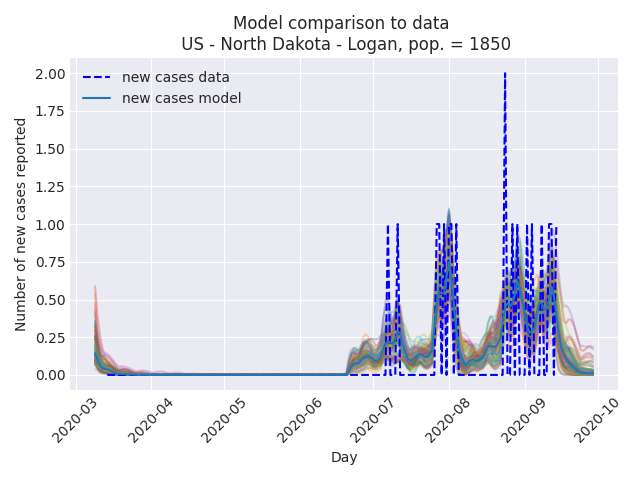 Model comparison to data
US - North Dakota - Logan, pop. = 1850
new cases data
new cases model
Number of new cases reported
2.00
1.75
1.50
1.25
1.00
0.75
0.50
0.25
0.00
2020-03
2020-04
2020-05
2020-06
2020-07
2020-08
2020-09
2020-10
Day